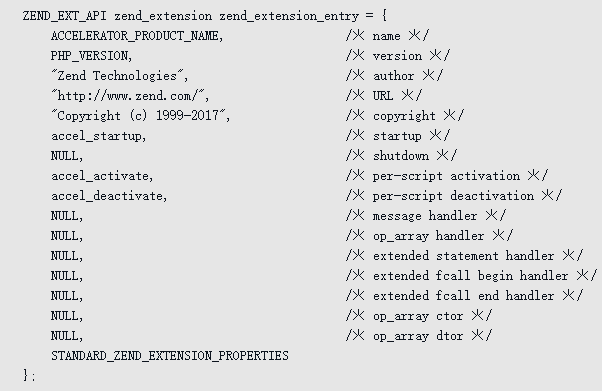 ZEND_EXT_API zend_extension zend_extension_entry = {
    ACCELERATOR_PRODUCT_NAME,               /* name */
    PHP_VERSION,                            /* version */
    "Zend Technologies",                    /* author */
    "http://www.zend.com/",                 /* URL */
    "Copyright (c) 1999-2017",              /* copyright */
    accel_startup,                          /* startup */
    NULL,                                   /* shutdown */
    accel_activate,                         /* per-script activation */
    accel_deactivate,                       /* per-script deactivation */
    NULL,                                   /* message handler */
    NULL,                                   /* op_array handler */
    NULL,                                   /* extended statement handler */
    NULL,                                   /* extended fcall begin handler */
    NULL,                                   /* extended fcall end handler */
    NULL,                                   /* op_array ctor */
    NULL,                                   /* op_array dtor */
    STANDARD_ZEND_EXTENSION_PROPERTIES
};